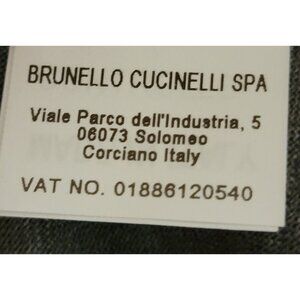 BRUNELLO CUCINELLI SPA
Viale Parco dell'Industria, 5
06073 Solomeo
Corciano Italy
VAT NO. 01886120540